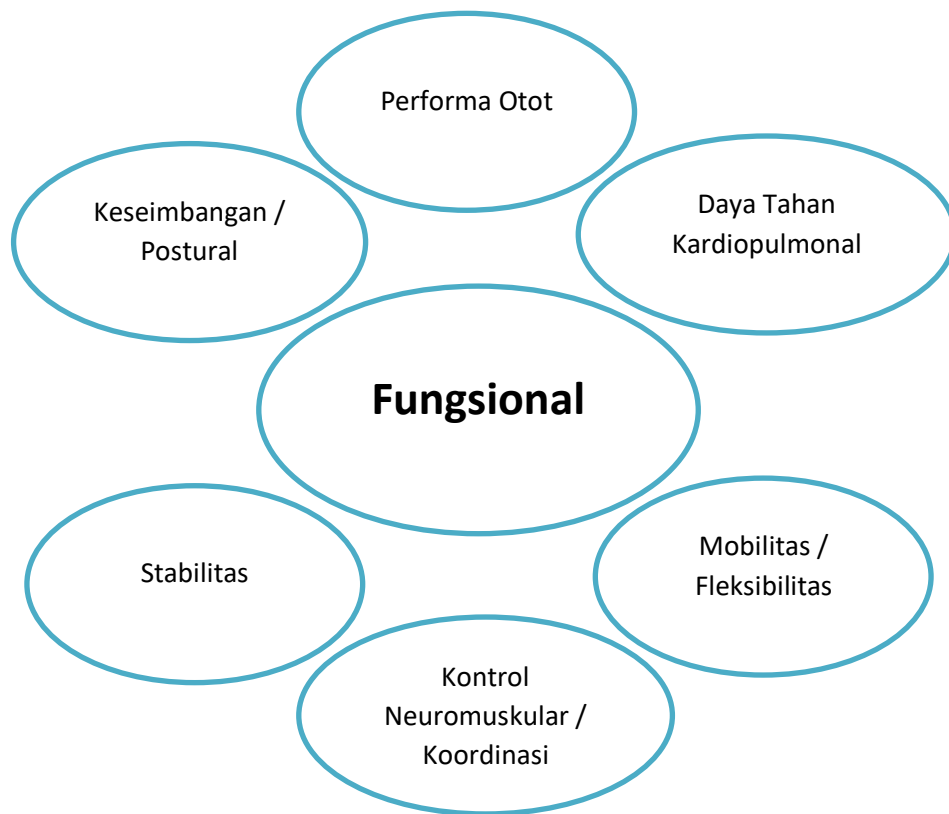 Performa Otot
Keseimbangan /
Postural
Daya Tahan
Kardiopulmonal
Fungsional
Stabilitas
Mobilitas /
Fleksibilitas
Kontrol
Neuromuskular /
Koordinasi